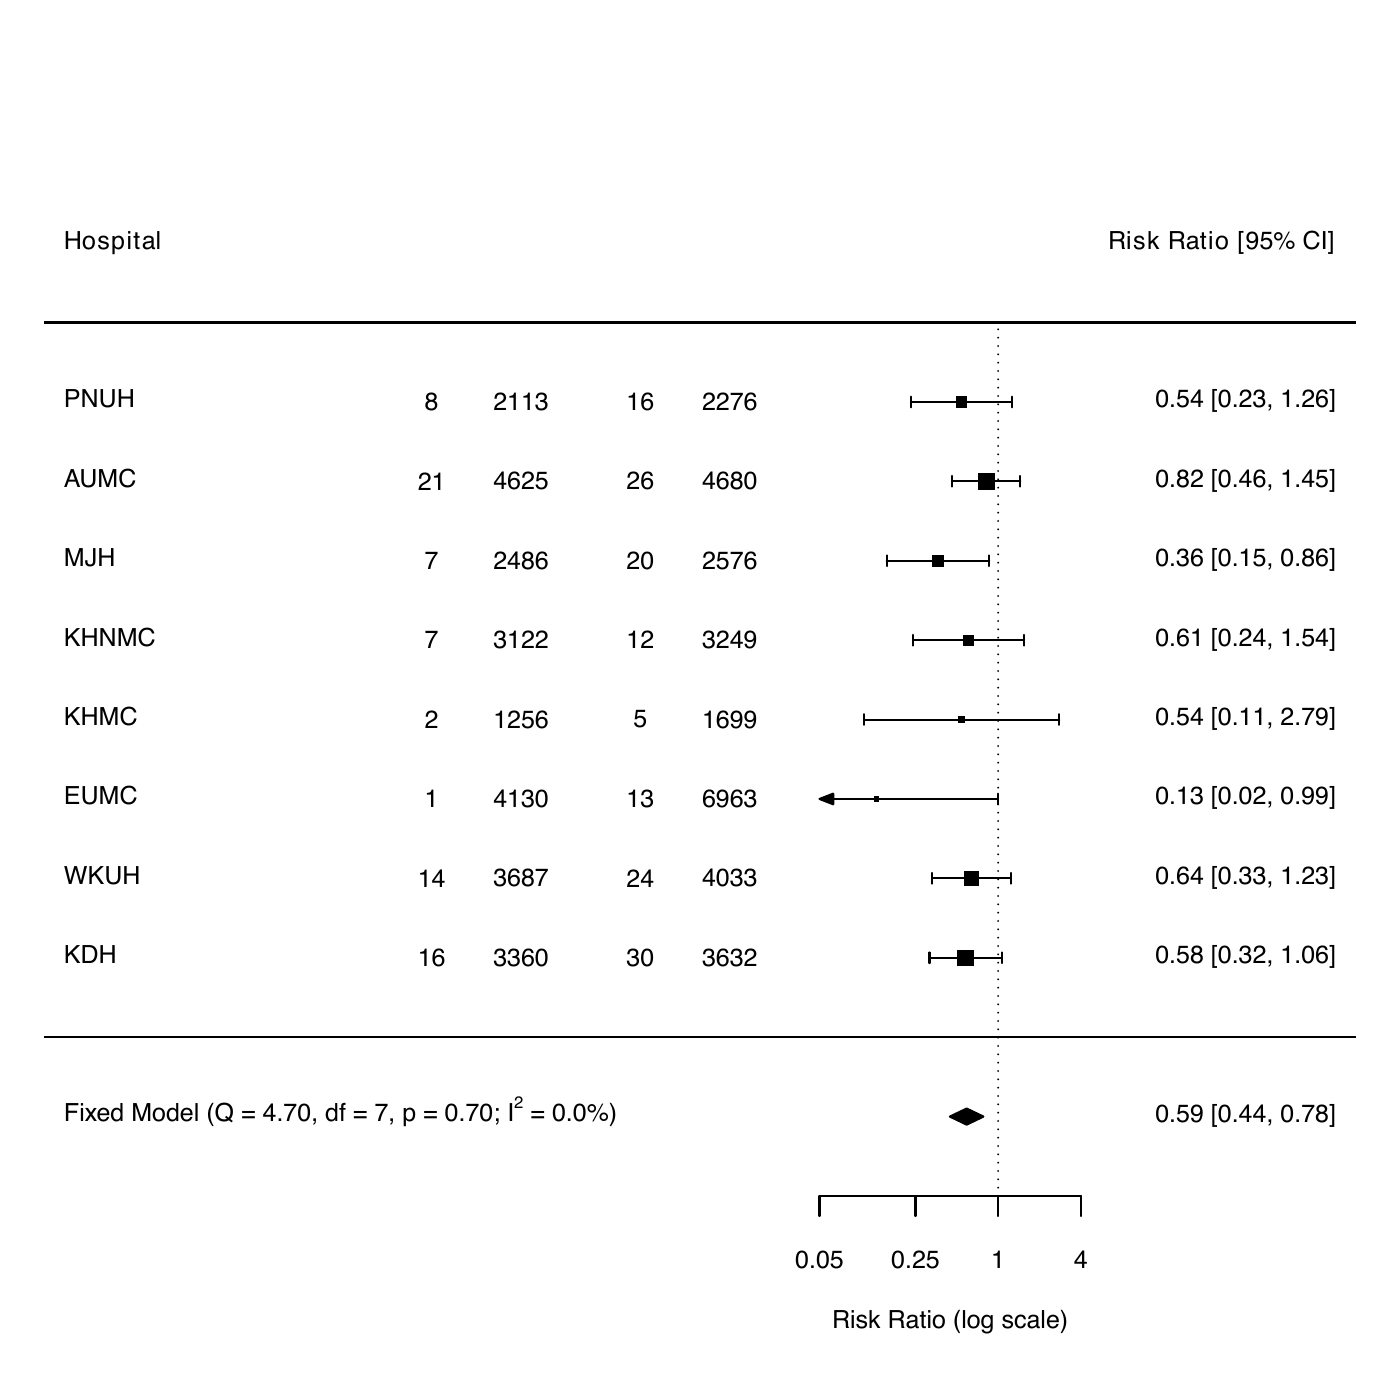 Hospital Risk Ratio [95% CI]
PNUH 8 2113 16 2276 0.54 [0.23, 1.26]
AUMC 21 4625 26 4680 0.82 [0.46, 1.45]
MJH 7 2486 20 2576 0.36 [0.15, 0.86]
KHNMC 7 3122 12 3249 0.61 [0.24, 1.54]
KHMC 2 1256 5 1699 0.54 [0.11, 2.79]
EUMC 1 4130 13 6963 0.13 [0.02, 0.99]
WKUH 14 3687 24 4033 0.64 [0.33, 1.23]
KDH 16 3360 30 3632 0.58 [0.32, 1.06]
Fixed Model (Q = 4.70, df = 7, p = 0.70; I² = 0.0%) 0.59 [0.44, 0.78]
0.05 0.25 1 4
Risk Ratio (log scale)